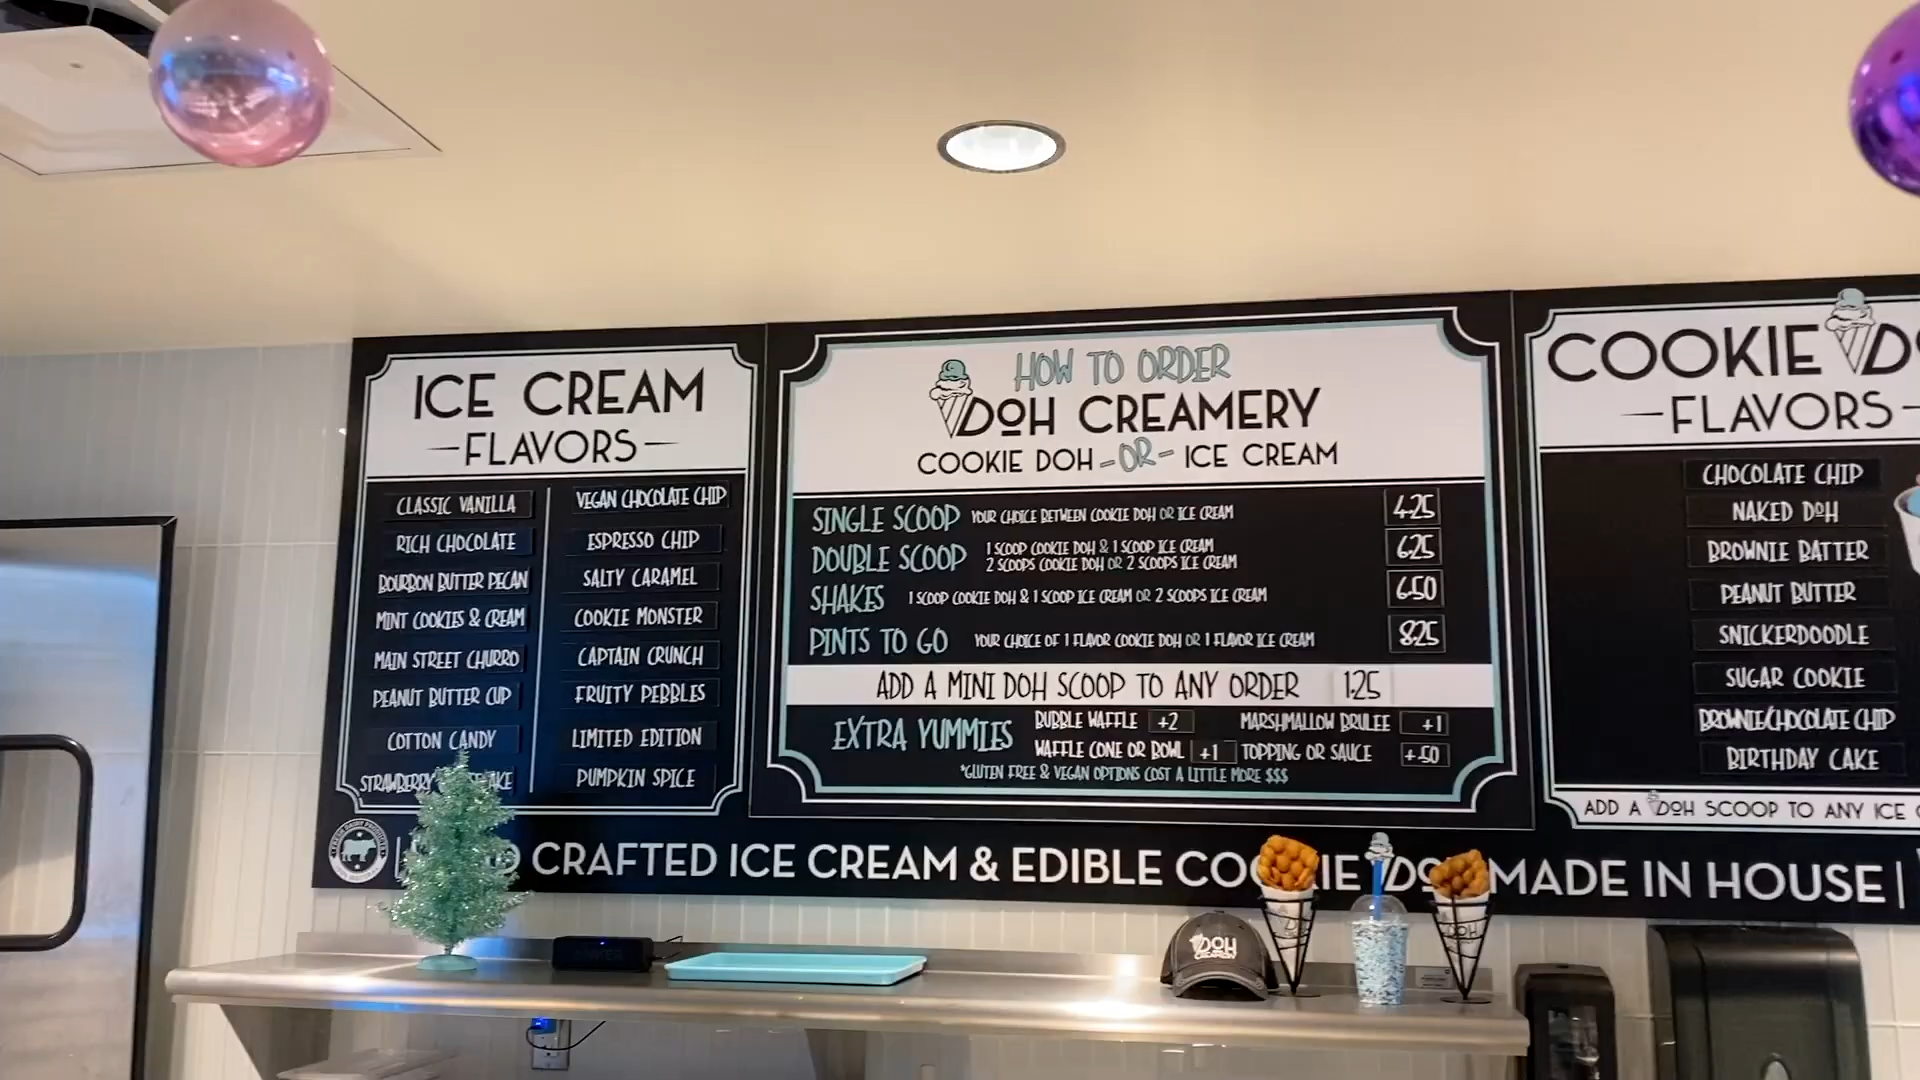 ICE CREAM
FLAVORS
CLASSIC VANILLA
RICH CHOCOLATE
BOURBON BUTTER PECAN
MINT COOKIES & CREAM
MAIN STREET CHURRO
PEANUT BUTTER CUP
COTTON CANDY
STRAWBERRY
VEGAN CHOCOLATE CHIP
ESPRESSO CHIP
SALTY CARAMEL
COOKIE MONSTER
CAPTAIN CRUNCH
FRUITY PEBBLES
LIMITED EDITION
PUMPKIN SPICE
HOW TO ORDER
DOH CREAMERY
COOKIE DOH -OR- ICE CREAM
SINGLE SCOOP YOUR CHOICE BETWEEN COOKIE DOH OR ICE CREAM 4.25
DOUBLE SCOOP 1 SCOOP COOKIE DOH & 1 SCOOP ICE CREAM 6.25
2 SCOOPS COOKIE DOH OR 2 SCOOPS ICE CREAM
SHAKES 1 SCOOP COOKIE DOH & 1 SCOOP ICE CREAM OR 2 SCOOPS ICE CREAM 6.50
PINTS TO GO YOUR CHOICE OF 1 FLAVOR COOKIE DOH OR 1 FLAVOR ICE CREAM 8.25
ADD A MINI DOH SCOOP TO ANY ORDER 1.25
EXTRA YUMMIES
BUBBLE WAFFLE +2 MARSHMALLOW BRULEE +1
WAFFLE CONE OR BOWL +1 TOPPING OR SAUCE +.50
*GLUTEN FREE & VEGAN OPTIONS COST A LITTLE MORE $$$
COOKIE
FLAVORS
CHOCOLATE CHIP
NAKED DOH
BROWNIE BATTER
PEANUT BUTTER
SNICKERDOODLE
SUGAR COOKIE
BROWNIE/CHOCOLATE CHIP
BIRTHDAY CAKE
ADD A DOH SCOOP TO ANY ICE
CRAFTED ICE CREAM & EDIBLE COOKIE DOH MADE IN HOUSE |
DOH
CREAMERY